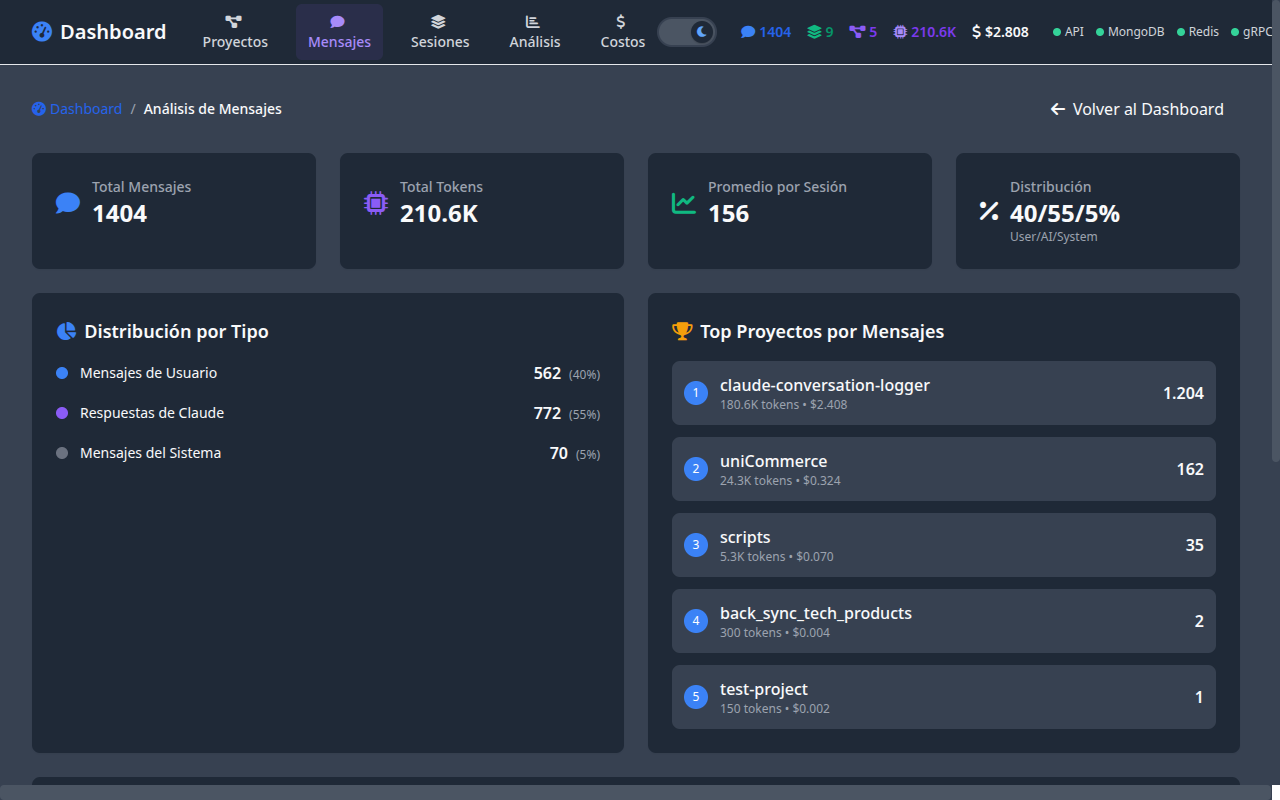 Dashboard
Proyectos
Mensajes
Sesiones
Análisis
Costos
1404
9
5
210.6K
$2.808
API
MongoDB
Redis
gRPC
Dashboard / Análisis de Mensajes
Volver al Dashboard
Total Mensajes
1404
Total Tokens
210.6K
Promedio por Sesión
156
Distribución
40/55/5%
User/AI/System
Distribución por Tipo
Mensajes de Usuario 562 (40%)
Respuestas de Claude 772 (55%)
Mensajes del Sistema 70 (5%)
Top Proyectos por Mensajes
1 claude-conversation-logger 1.204
180.6K tokens • $2.408
2 uniCommerce 162
24.3K tokens • $0.324
3 scripts 35
5.3K tokens • $0.070
4 back_sync_tech_products 2
300 tokens • $0.004
5 test-project 1
150 tokens • $0.002